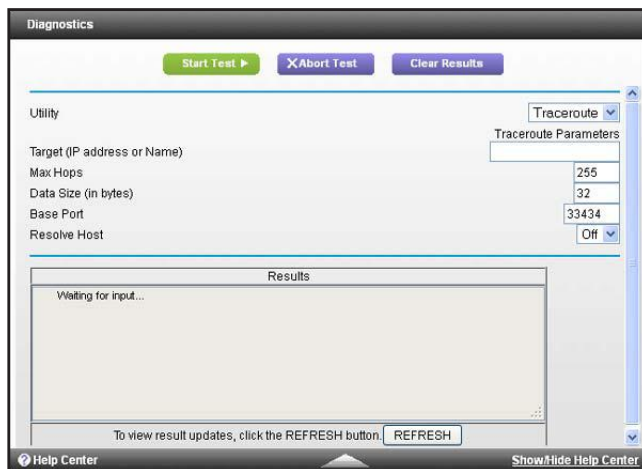 Diagnostics
Start Test
XAbort Test
Clear Results
Utility
Traceroute
Traceroute Parameters
Target (IP address or Name)
Max Hops
255
Data Size (in bytes)
32
Base Port
33434
Resolve Host
Off
Results
Waiting for input...
To view result updates, click the REFRESH button. REFRESH
? Help Center
Show/Hide Help Center